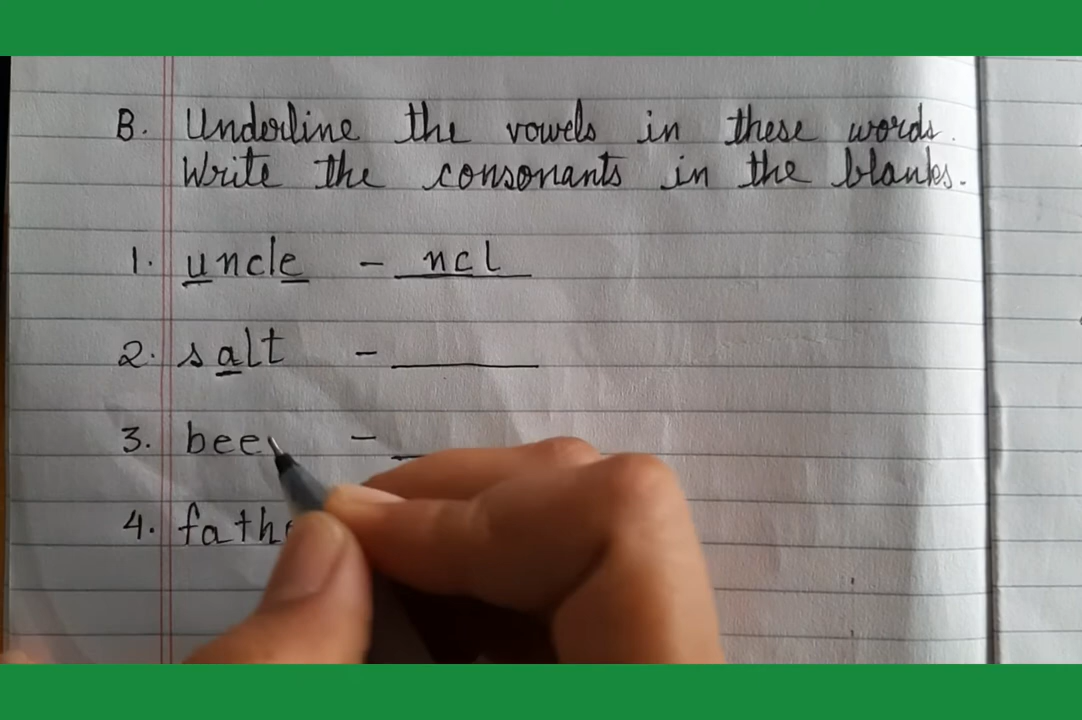 B. Underline the vowels in these words.
Write the consonants in the blanks.
1. uncle - ncl
2. salt -
3. bee -
4. fath